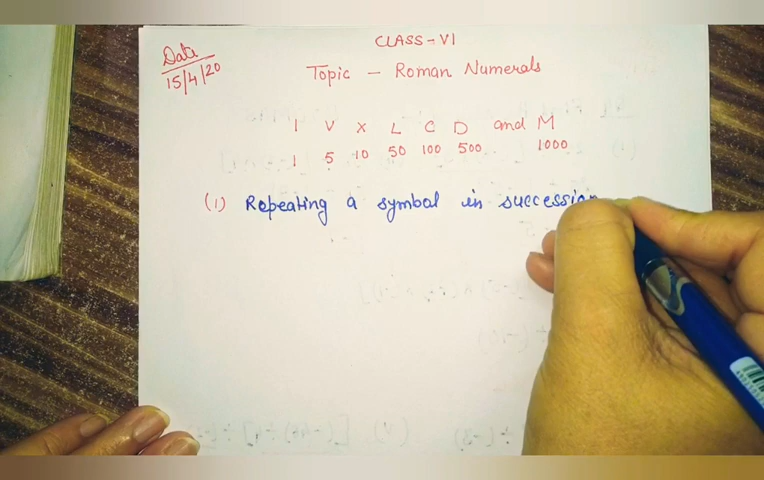 CLASS - VI
Date
15/4/20
Topic - Roman Numerals
I V X L C D and M
1 5 10 50 100 500 1000
(1) Repeating a symbol in succession